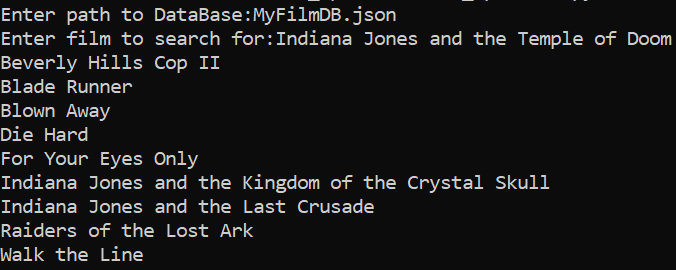 Enter path to DataBase:MyFilmDB.json
Enter film to search for:Indiana Jones and the Temple of Doom
Beverly Hills Cop II
Blade Runner
Blown Away
Die Hard
For Your Eyes Only
Indiana Jones and the Kingdom of the Crystal Skull
Indiana Jones and the Last Crusade
Raiders of the Lost Ark
Walk the Line